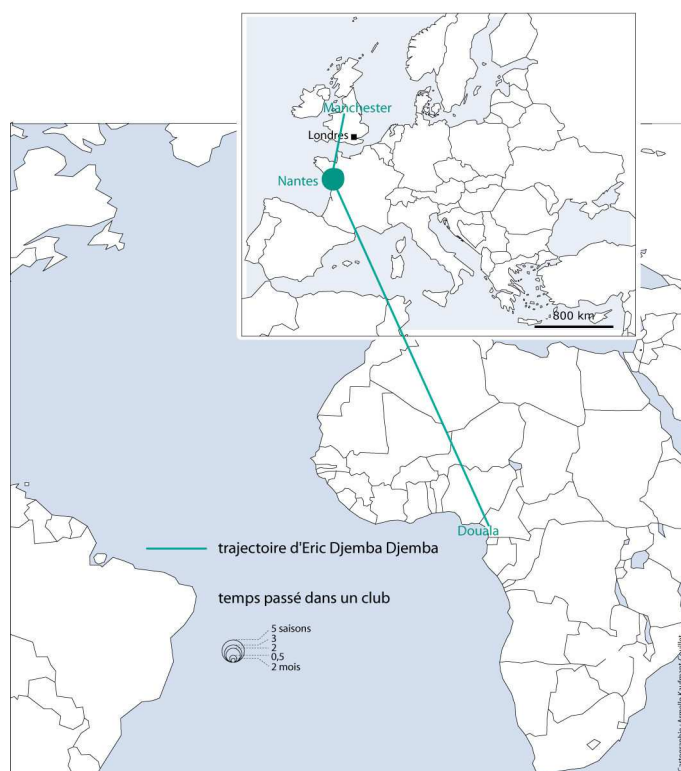 Manchester
Londres
Nantes
800 km
Douala
trajectoire d'Eric Djemba Djemba
temps passé dans un club
5 saisons
3
2
0,5
2 mois